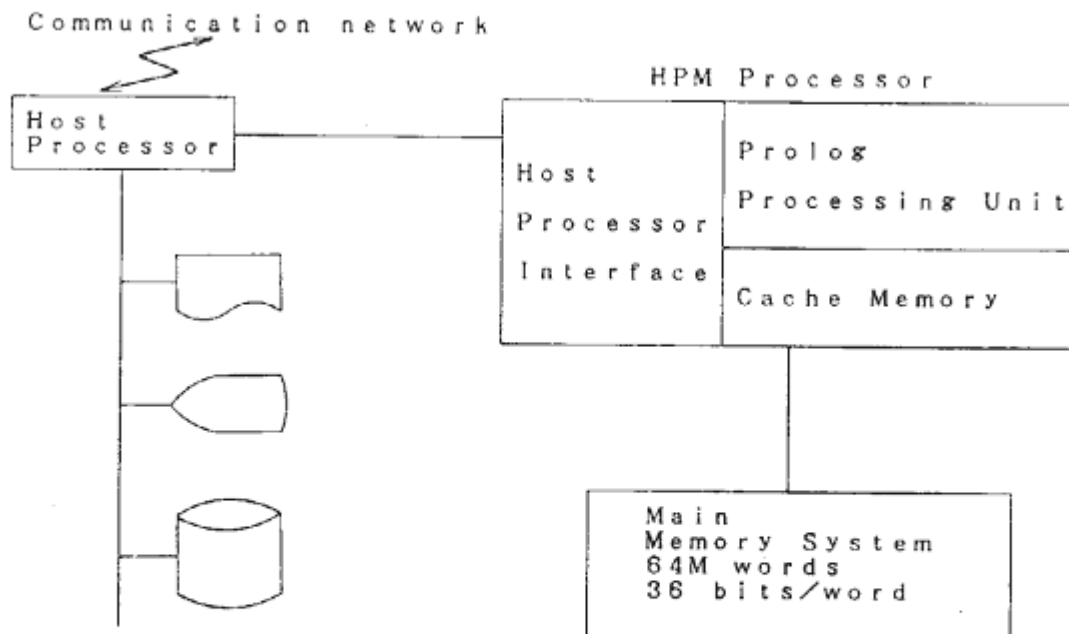 Communication network
HPM Processor
Host
Processor
Host
Processor
Interface
Prolog
Processing Unit
Cache Memory
Main
Memory System
64M words
36 bits/word